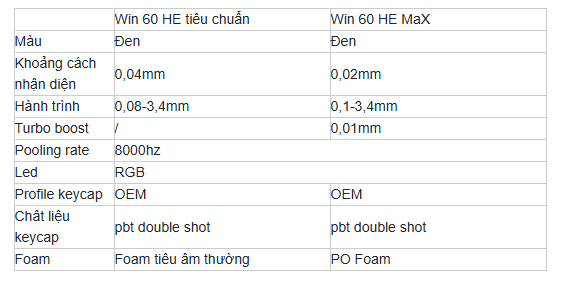 Win 60 HE tiêu chuẩn Win 60 HE MaX
Màu Đen Đen
Khoảng cách
nhận diện 0,04mm 0,02mm
Hành trình 0,08-3,4mm 0,1-3,4mm
Turbo boost / 0,01mm
Pooling rate 8000hz
Led RGB
Profile keycap OEM OEM
Chât liệu
keycap pbt double shot pbt double shot
Foam Foam tiêu âm thường PO Foam